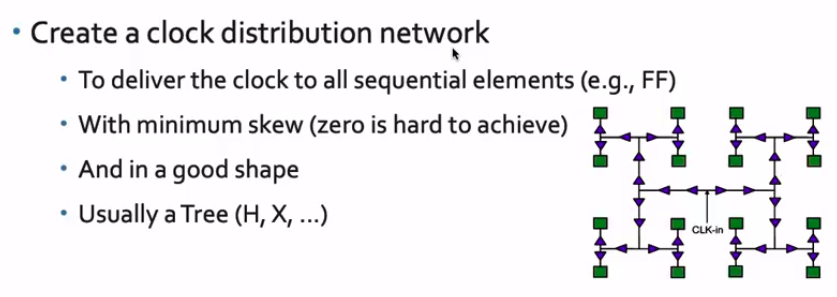 • Create a clock distribution network
• To deliver the clock to all sequential elements (e.g., FF)
• With minimum skew (zero is hard to achieve)
• And in a good shape
• Usually a Tree (H, X, ...)
CLK-in